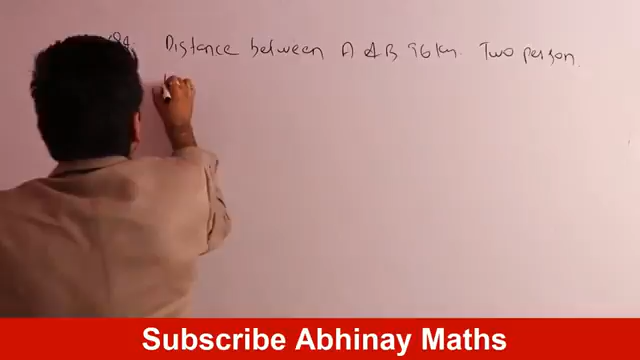 Distance between A & B 96 km. Two person
Subscribe Abhinay Maths